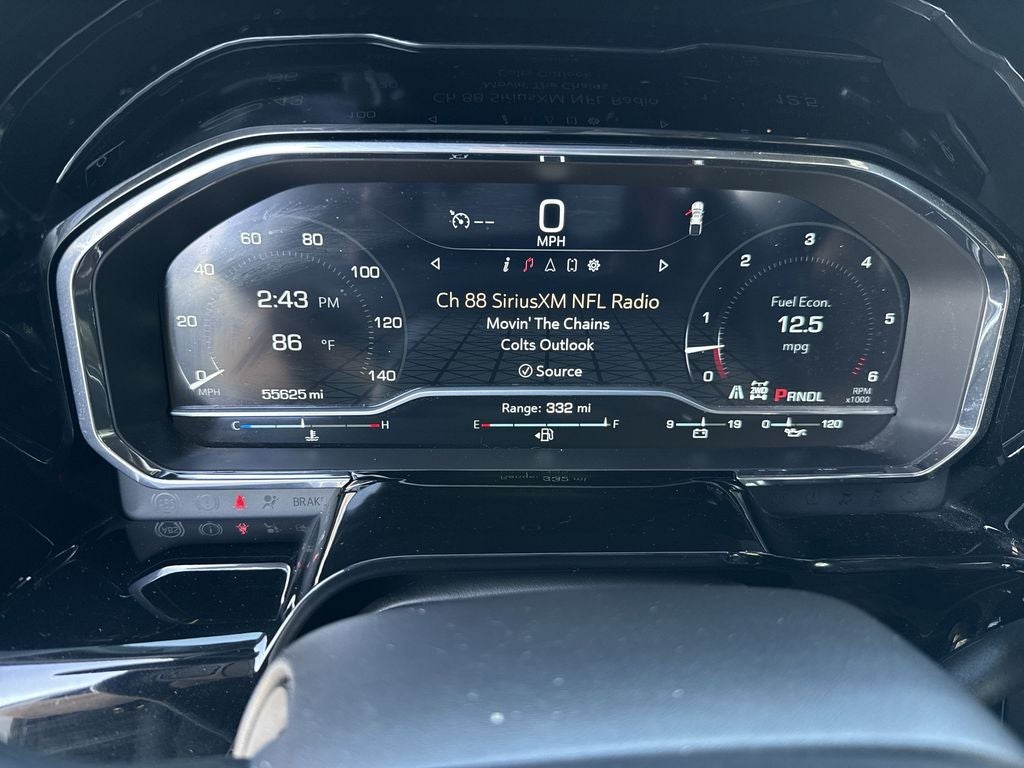 -- 0
MPH
60 80
40 100
20 120
0 140
MPH
2:43 PM
86 °F
55625 mi
i
Ch 88 SiriusXM NFL Radio
Movin' The Chains
Colts Outlook
Source
3
2 4
1 5
0 6
Fuel Econ.
12.5
mpg
2WD
PRNDL
RPM
x1000
Range: 332 mi
C H
E F
9 19
0 120
BRAKE